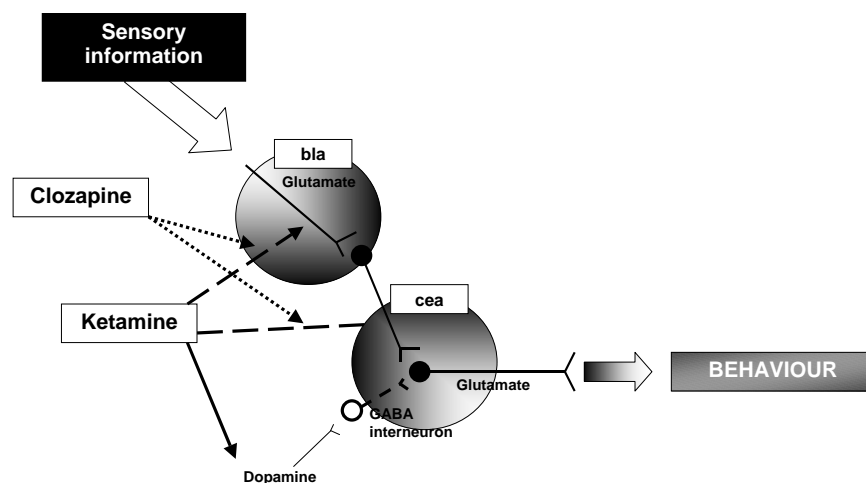 Sensory
information
bla
Glutamate
Clozapine
cea
Ketamine
BEHAVIOUR
Glutamate
GABA
interneuron
Dopamine